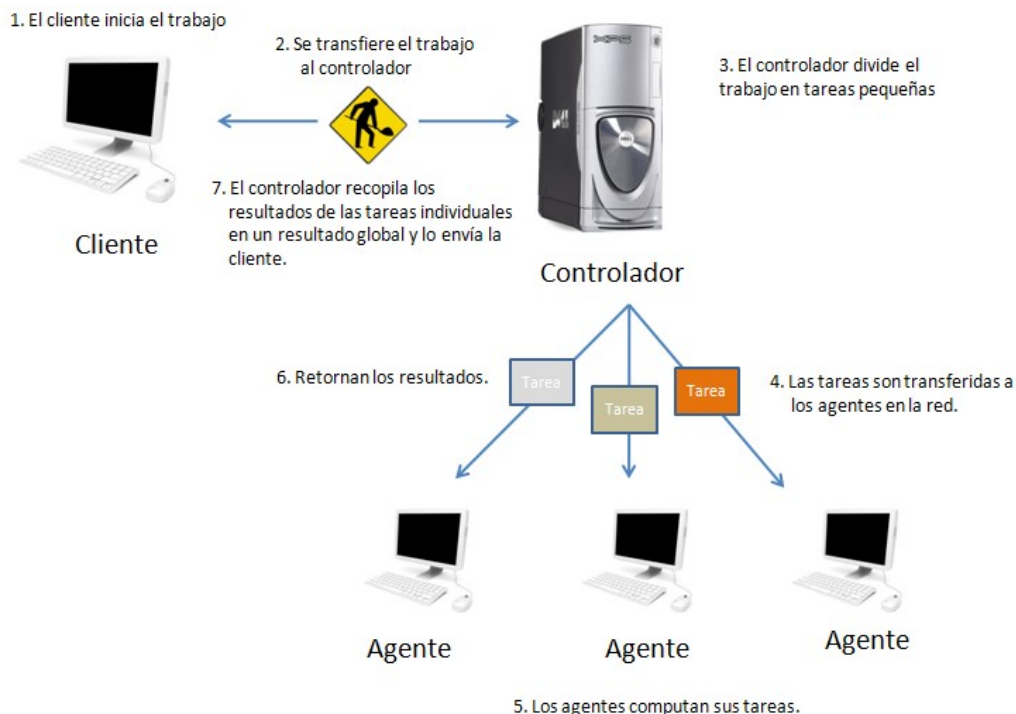 1. El cliente inicia el trabajo
2. Se transfiere el trabajo
al controlador
3. El controlador divide el
trabajo en tareas pequeñas
XPS
DELL
DELL
7. El controlador recopila los
resultados de las tareas individuales
en un resultado global y lo envía la
cliente.
Cliente
Controlador
6. Retornan los resultados.
Tarea
Tarea
Tarea
4. Las tareas son transferidas a
los agentes en la red.
Agente
Agente
Agente
5. Los agentes computan sus tareas.